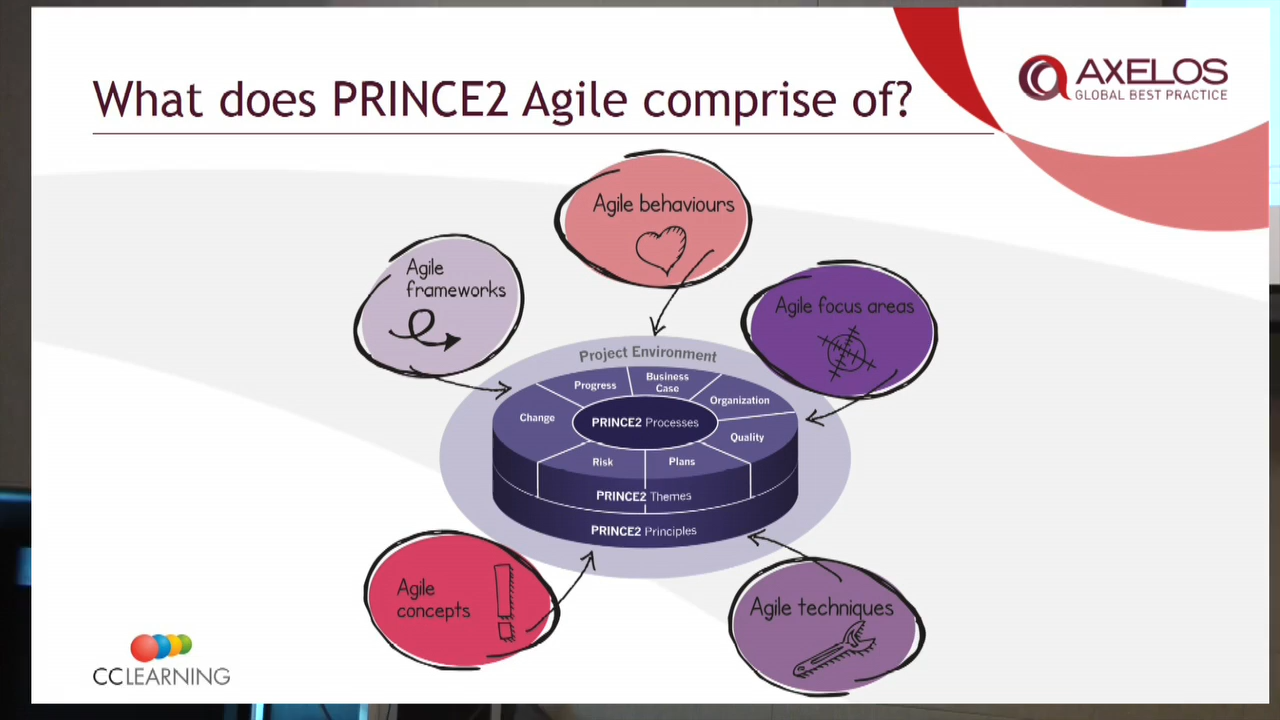 What does PRINCE2 Agile comprise of?
AXELOS
GLOBAL BEST PRACTICE
Agile behaviours
Agile
frameworks
Agile focus areas
Project Environment
Progress
Business
Case
Organization
Change
PRINCE2 Processes
Quality
Risk
Plans
PRINCE2 Themes
PRINCE2 Principles
Agile
concepts
Agile techniques
CCLEARNING